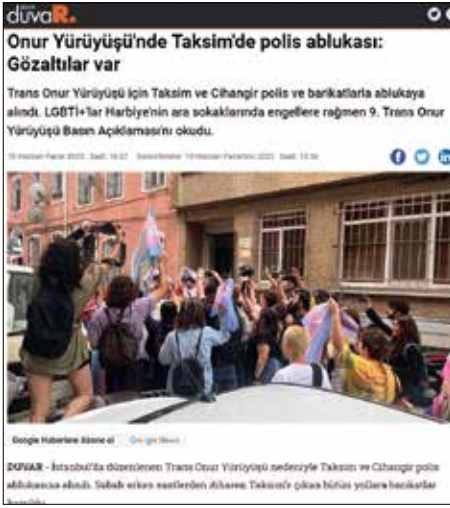 duvaR.
Onur Yürüyüşü'nde Taksim'de polis ablukası:
Gözaltılar var
Trans Onur Yürüyüşü için Taksim ve Cihangir polis ve barikatlarla ablukaya
alındı. LGBTİ+'lar Harbiye'nin ara sokaklarında engellere rağmen 9. Trans Onur
Yürüyüşü Basın Açıklamasını okudu.
Google Haberlere Abone ol Google News
DUVAR - İstanbul'da düzenlenen Trans Onur Yürüyüşü nedeniyle Taksim ve Cihangir polis
ablukasına alındı. Sabah erken saatlerden itibaren Taksim'e çıkan bütün yollara barikatlar